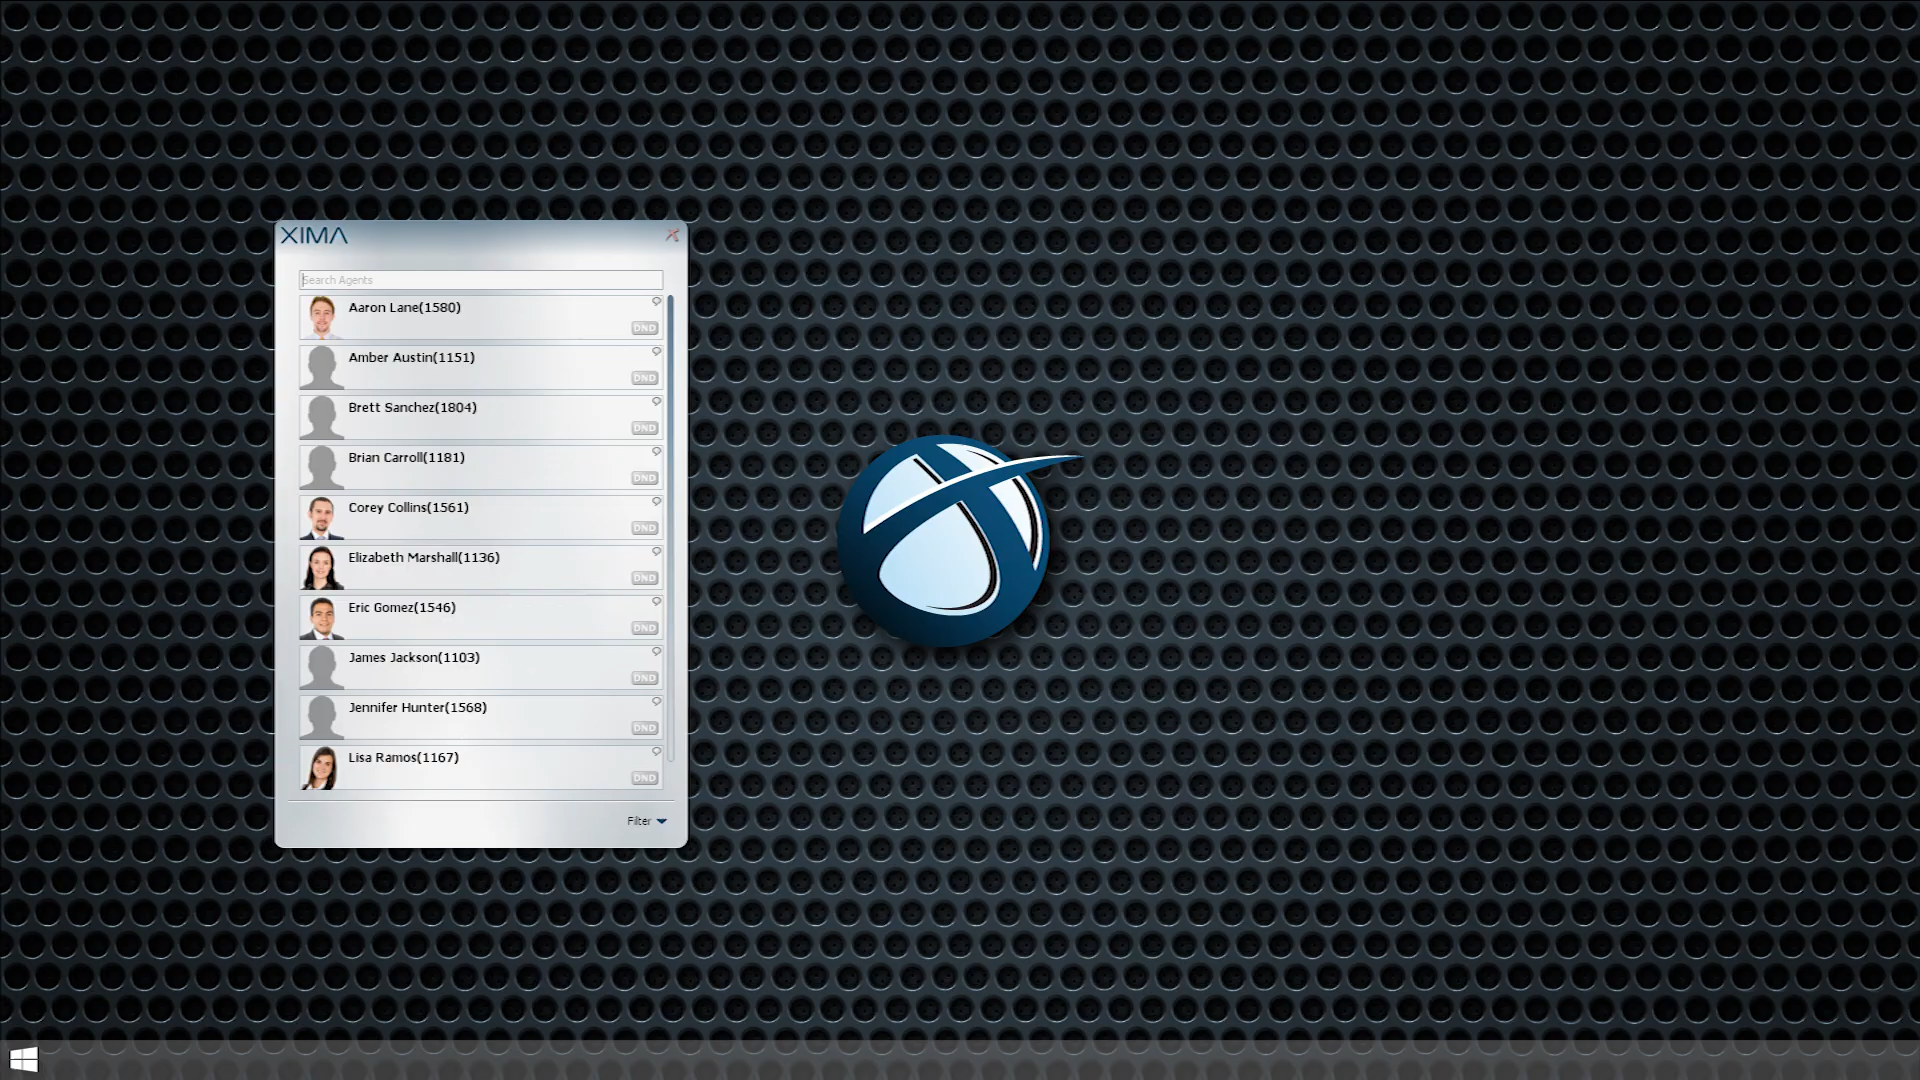 XIMA
Search Agents
Aaron Lane(1580)
DND
Amber Austin(1151)
DND
Brett Sanchez(1804)
DND
Brian Carroll(1181)
DND
Corey Collins(1561)
DND
Elizabeth Marshall(1136)
DND
Eric Gomez(1546)
DND
James Jackson(1103)
DND
Jennifer Hunter(1568)
DND
Lisa Ramos(1167)
DND
Filter